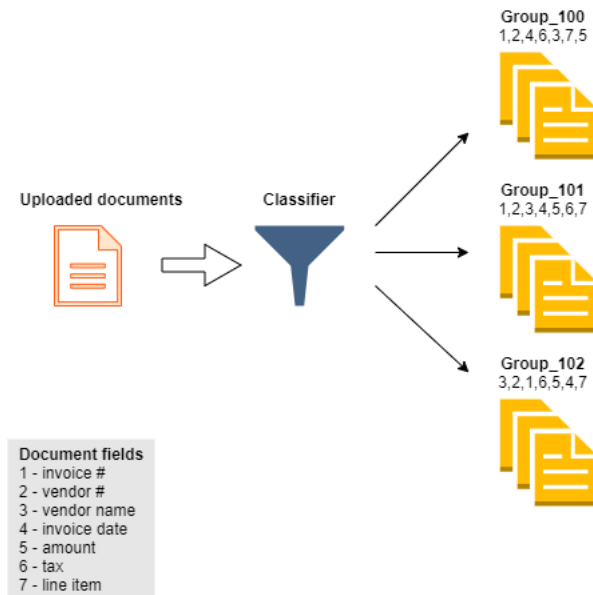 Group_100
1,2,4,6,3,7,5
Uploaded documents
Classifier
Group_101
1,2,3,4,5,6,7
Group_102
3,2,1,6,5,4,7
Document fields
1 - invoice #
2 - vendor #
3 - vendor name
4 - invoice date
5 - amount
6 - tax
7 - line item